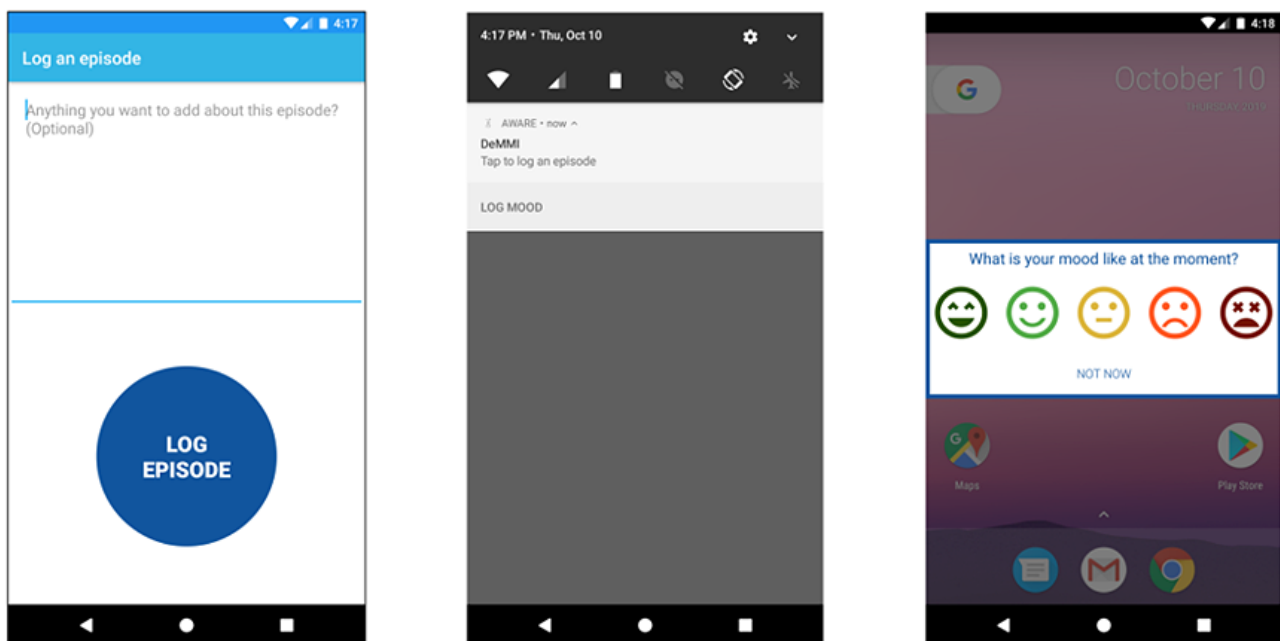 4:17
Log an episode
Anything you want to add about this episode?
(Optional)
LOG
EPISODE
4:17 PM • Thu, Oct 10
AWARE • now
DeMMI
Tap to log an episode
LOG MOOD
4:18
G
October 10
THURSDAY, 2019
What is your mood like at the moment?
NOT NOW
G
Maps
Play Store